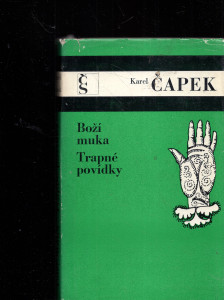 čs
Karel ČAPEK
Boží
muka
Trapné
povídky